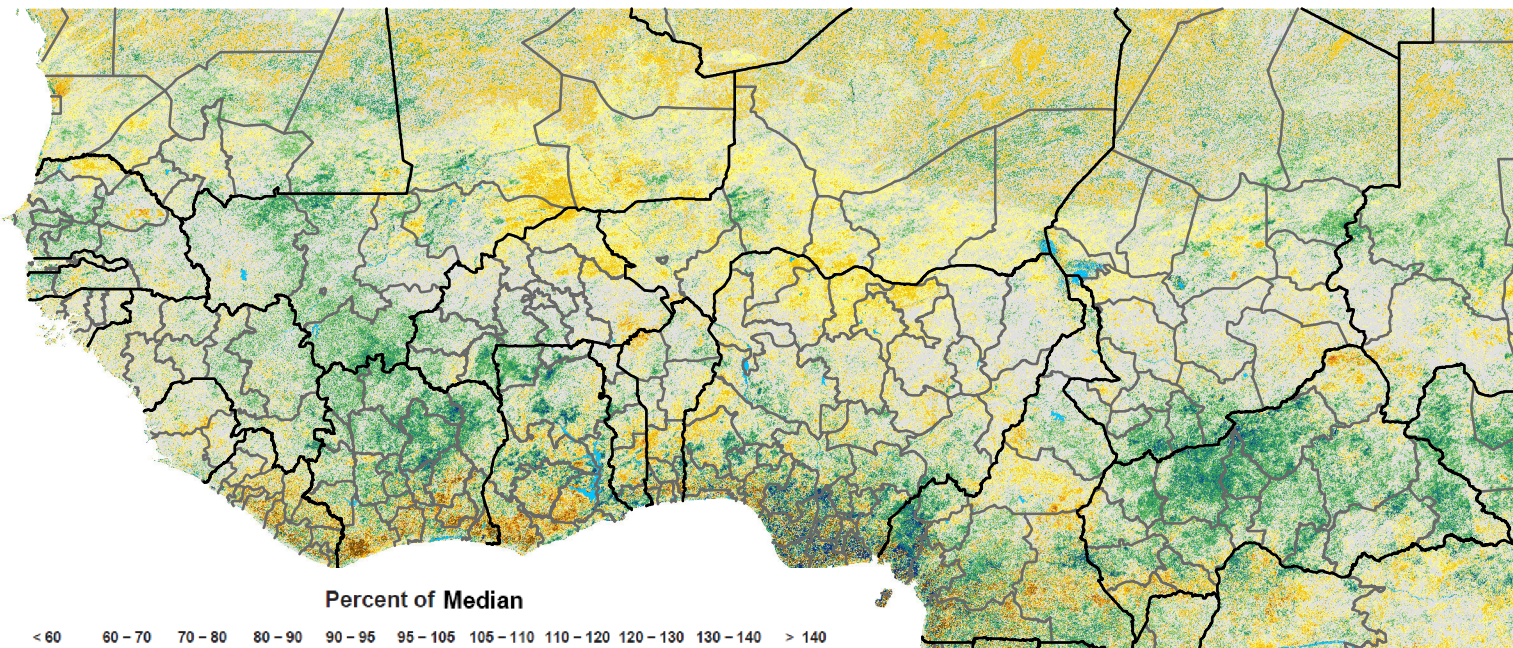 Percent of Median
< 60 60 – 70 70 – 80 80 – 90 90 – 95 95 – 105 105 – 110 110 – 120 120 – 130 130 – 140 > 140